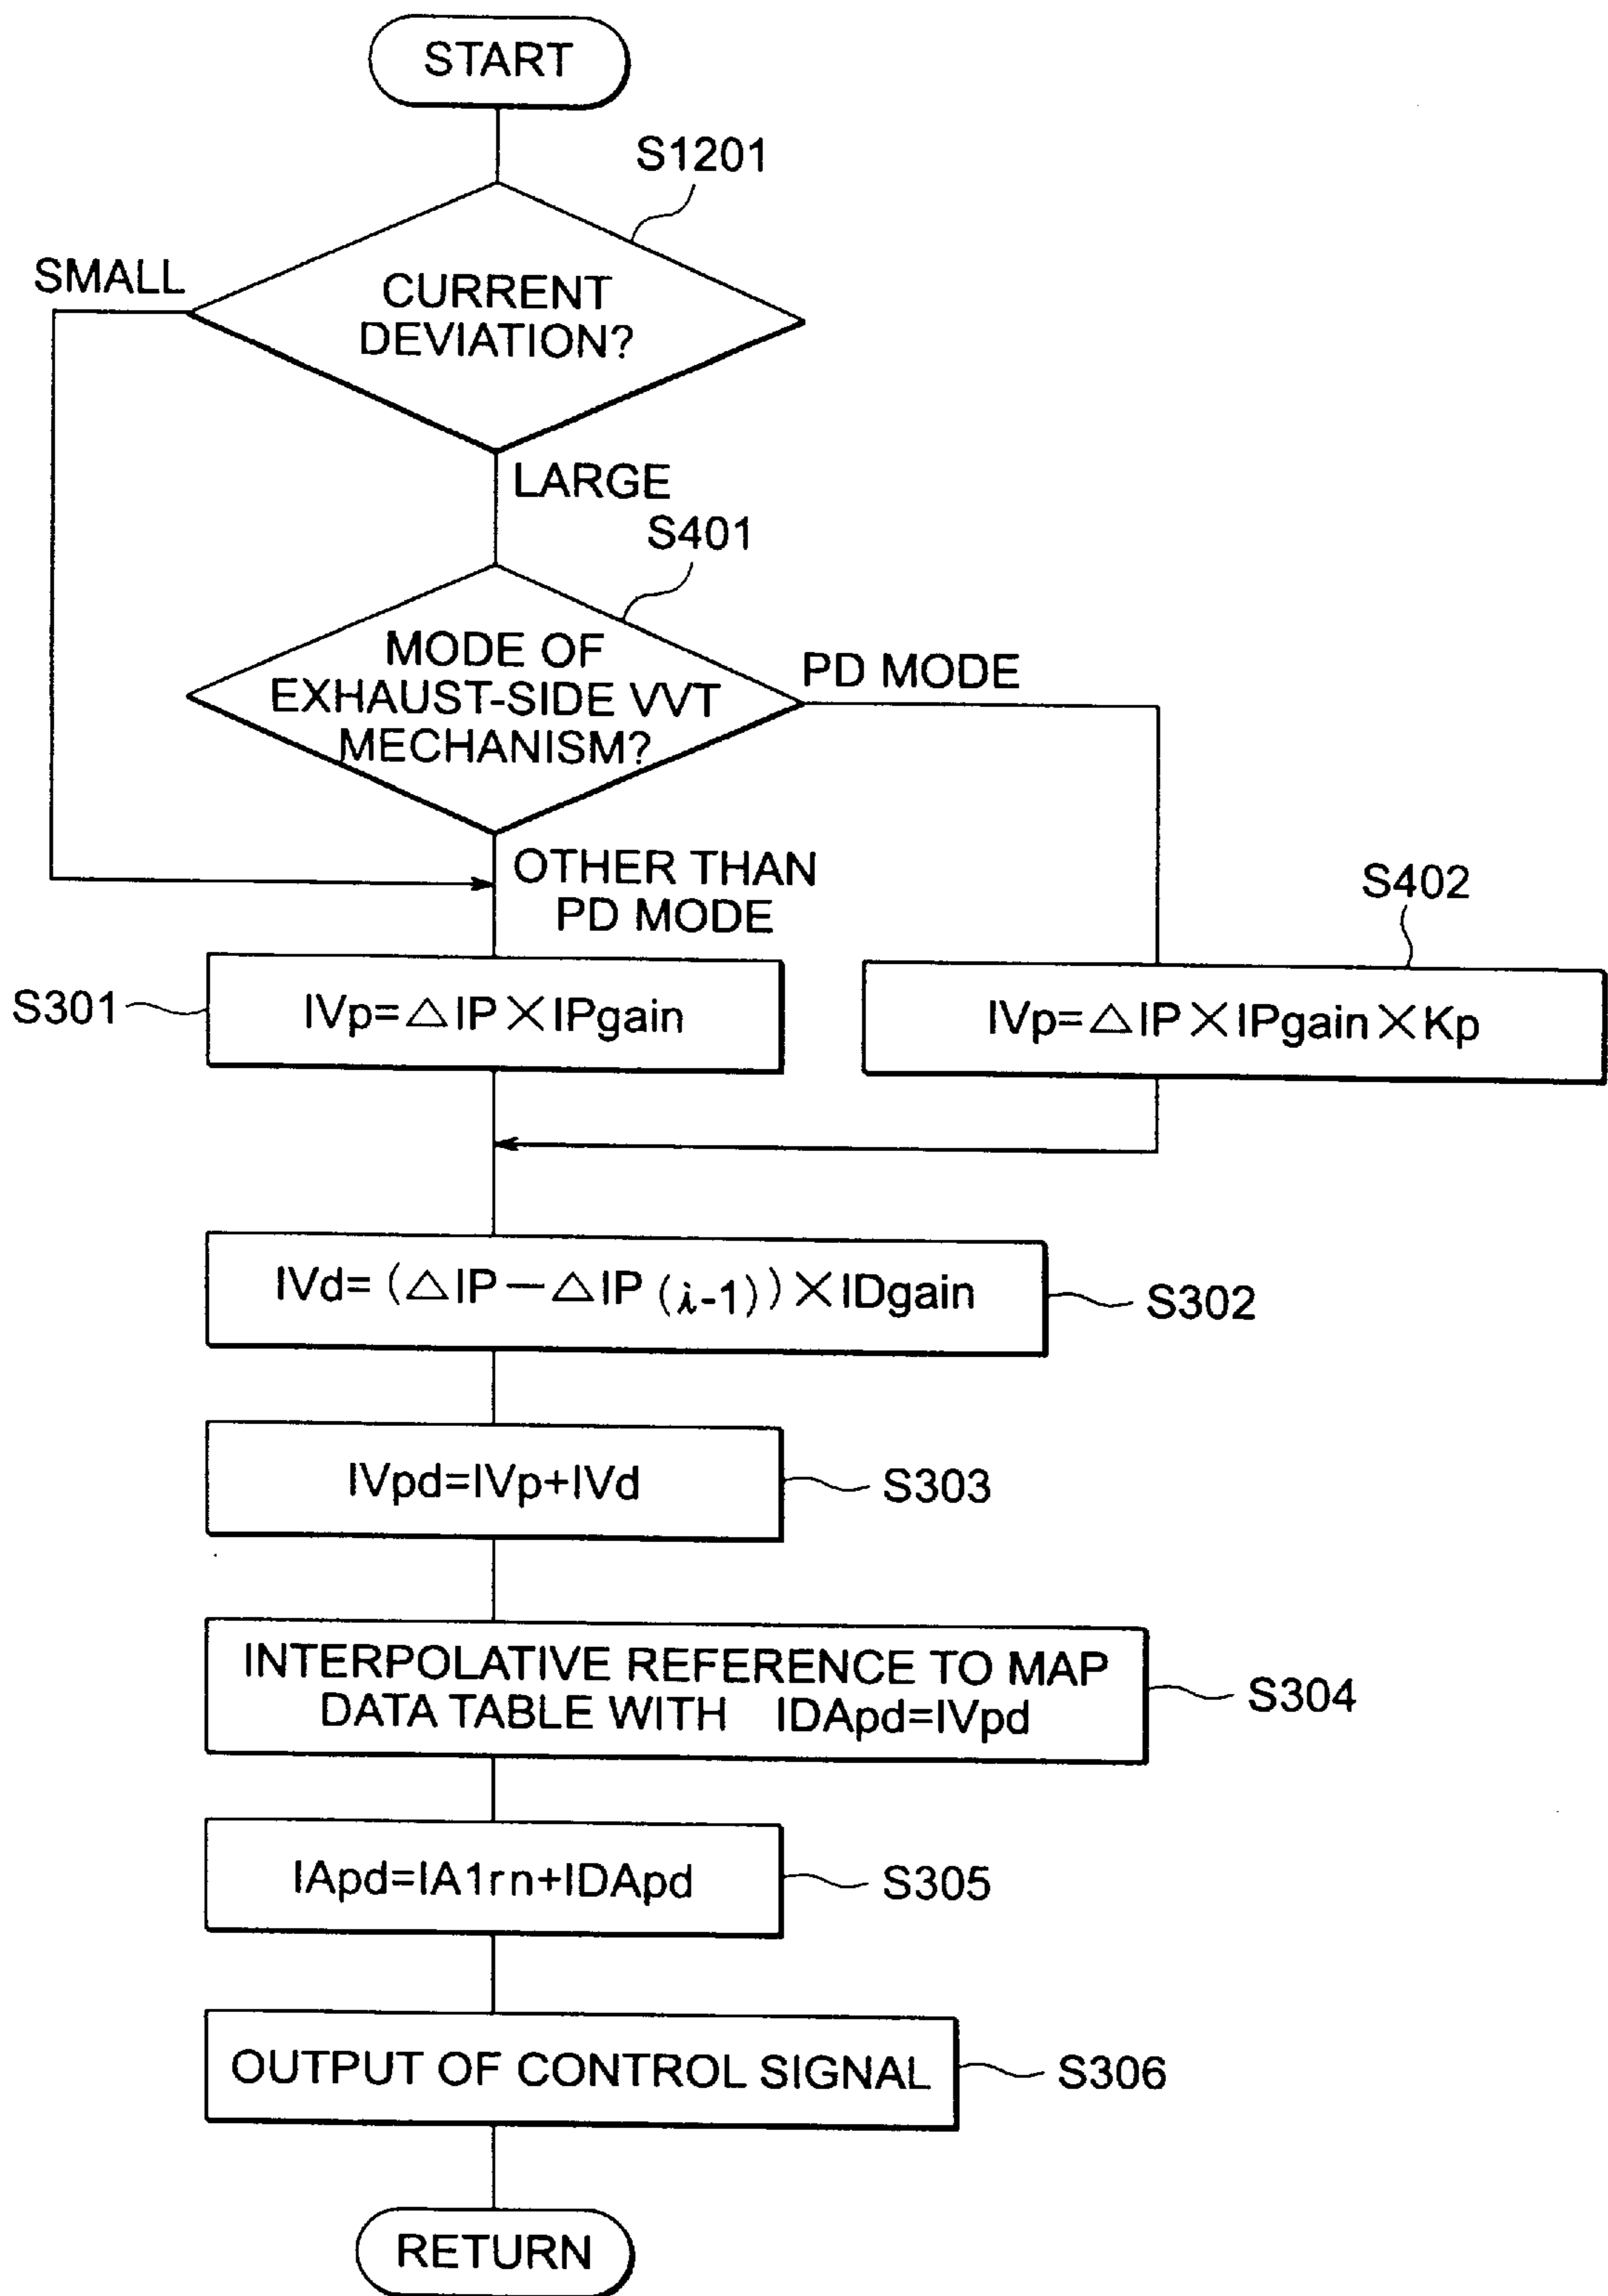 START
S1201
SMALL
CURRENT
DEVIATION?
LARGE
S401
MODE OF
EXHAUST-SIDE VVT
MECHANISM?
PD MODE
OTHER THAN
PD MODE
S402
S301
IVp=△IP×IPgain
IVp=△IP×IPgain×Kp
IVd=(△IP−△IP(i-1))×IDgain
S302
IVpd=IVp+IVd
S303
INTERPOLATIVE REFERENCE TO MAP
DATA TABLE WITH IDApd=IVpd
S304
IApd=IA1rn+IDApd
S305
OUTPUT OF CONTROL SIGNAL
S306
RETURN